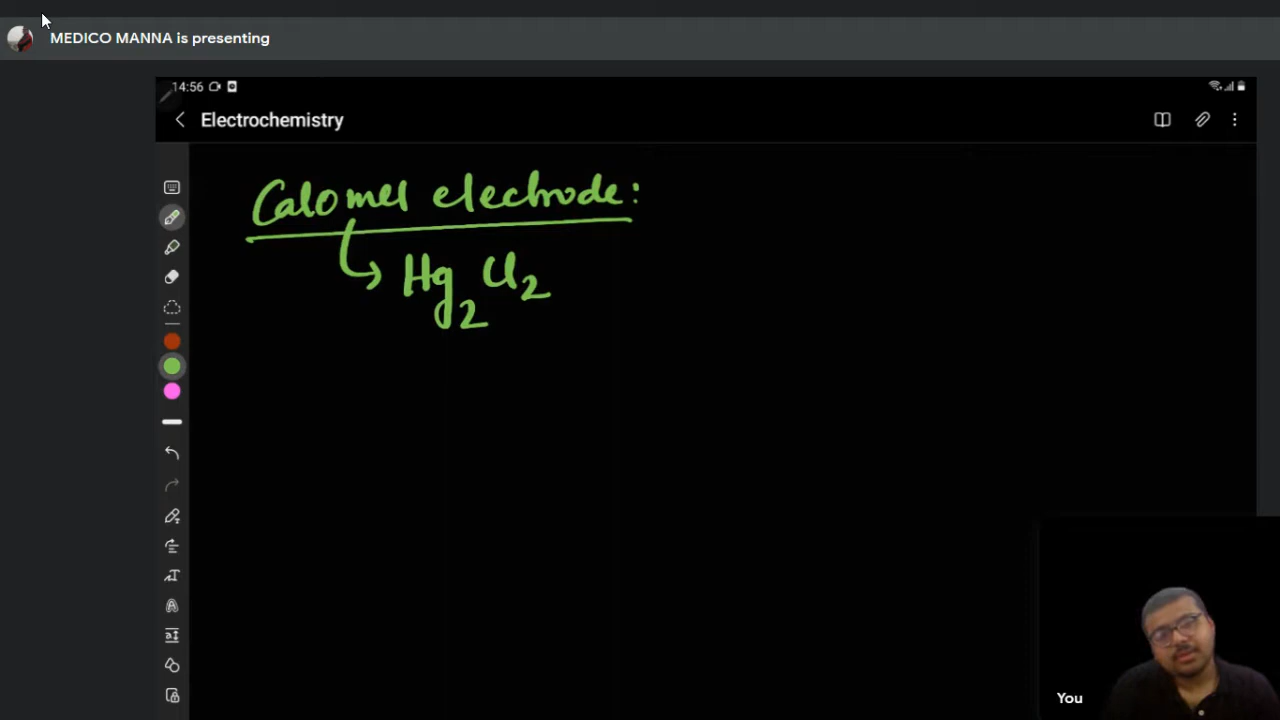 MEDICO MANNA is presenting
14:56
Electrochemistry
Calomel electrode:
Hg2Cl2
You